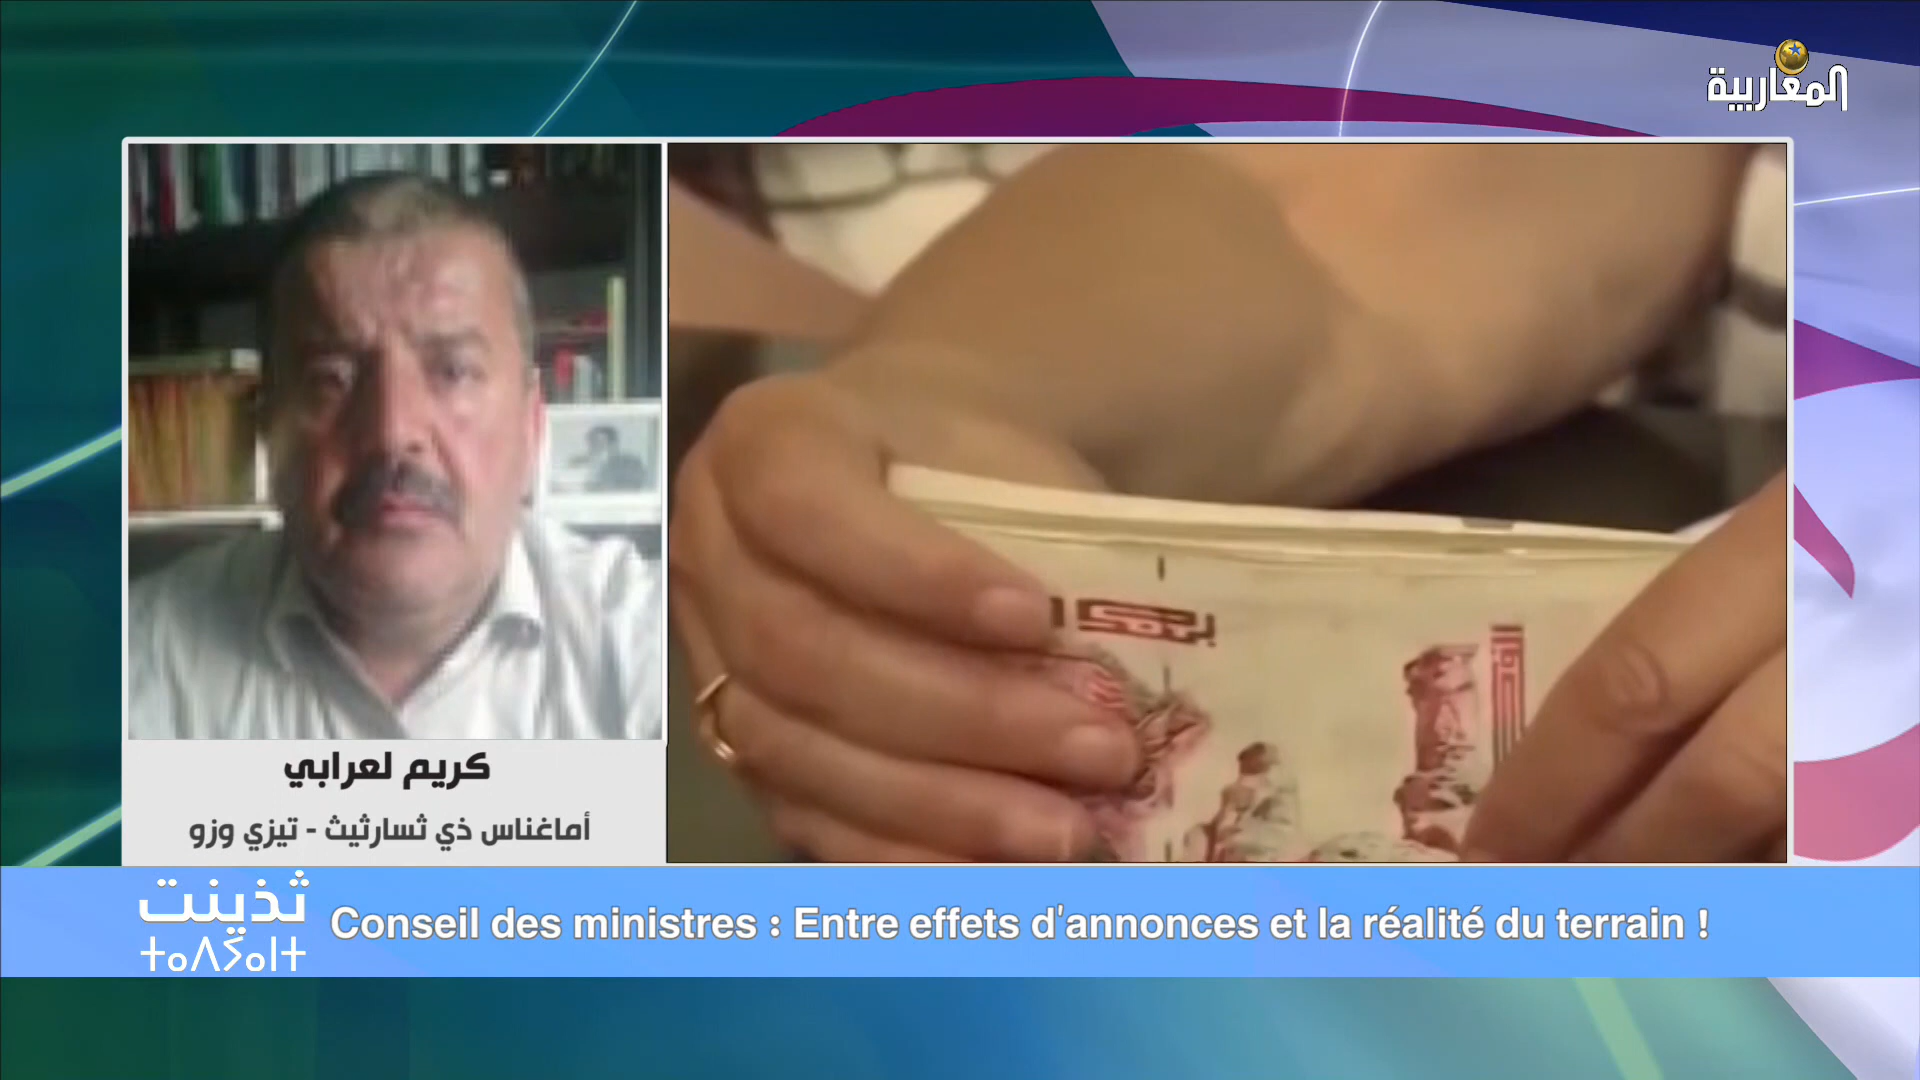 المغاربية
كريم لعرابي
أماغناس ذي ثسارثيث - تيزي وزو
ثذينت
ⵜⴰⴷⵢⴰⵏⵜ
Conseil des ministres : Entre effets d'annonces et la réalité du terrain !